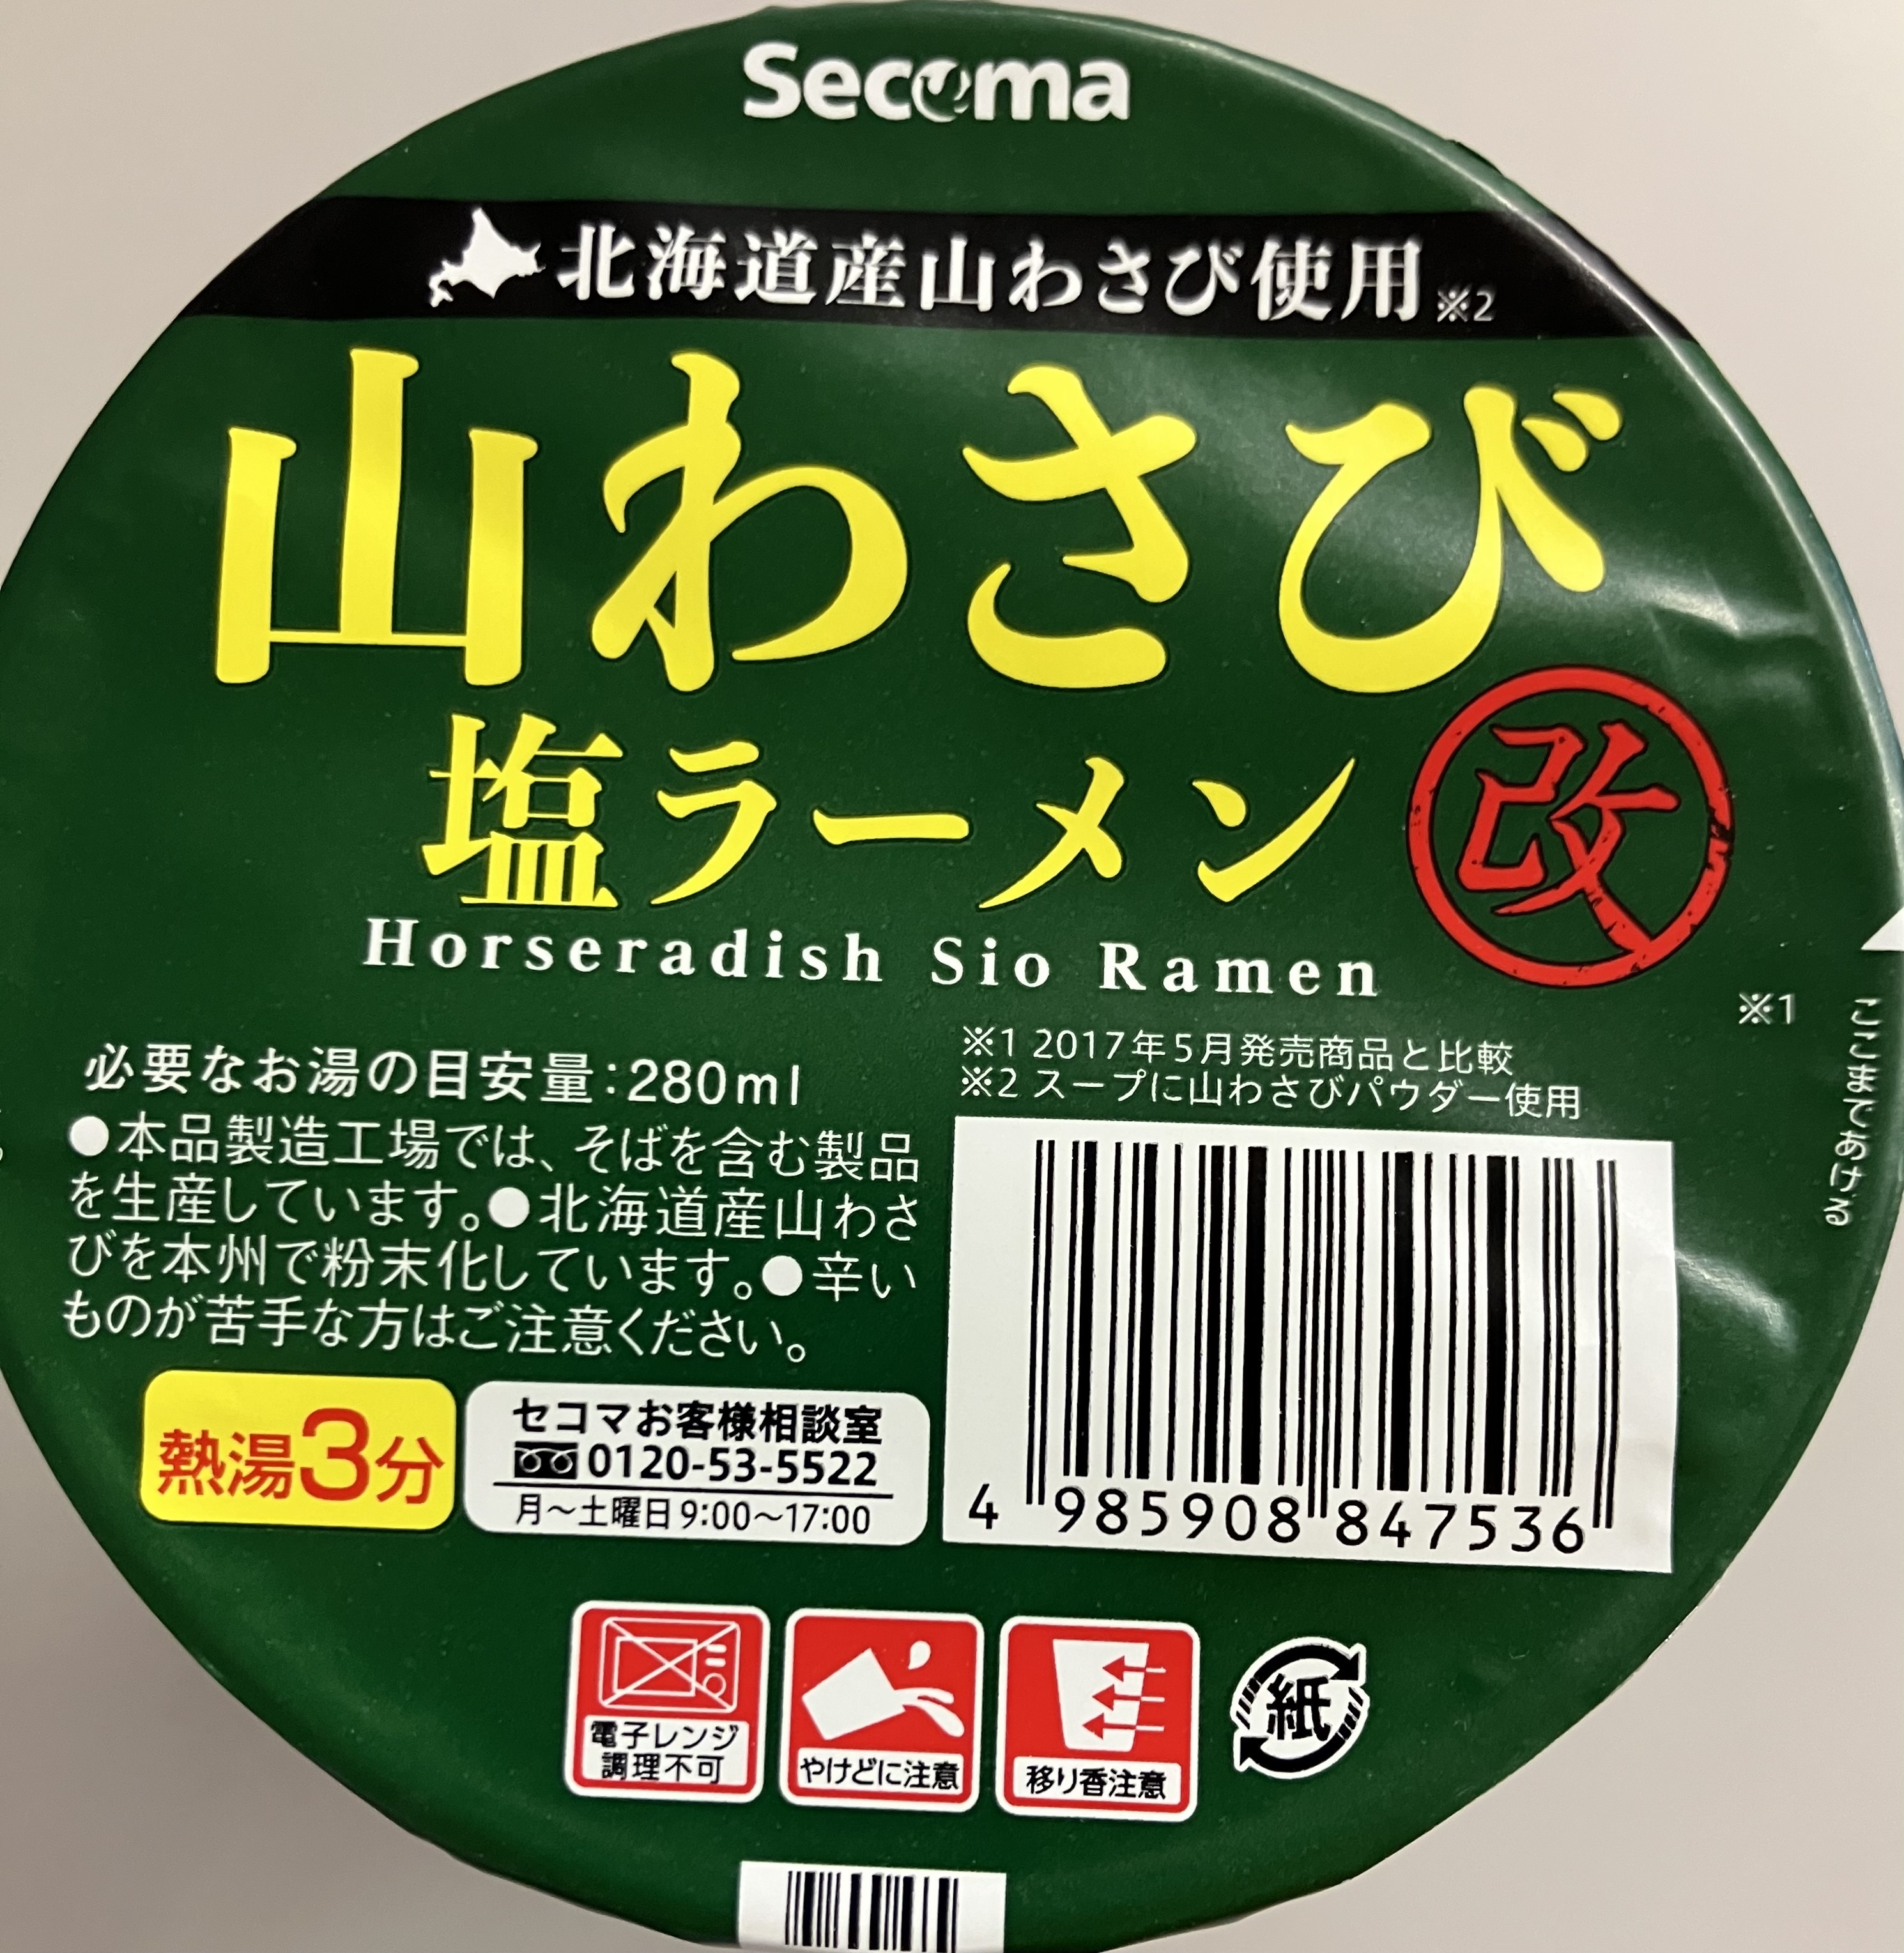 Secoma
北海道産山わさび使用※2
山わさび
塩ラーメン
改
Horseradish Sio Ramen
※1
ここまであける
※1 2017年5月発売商品と比較
※2 スープに山わさびパウダー使用
必要なお湯の目安量:280ml
●本品製造工場では、そばを含む製品
を生産しています。●北海道産山わさ
びを本州で粉末化しています。●辛い
ものが苦手な方はご注意ください。
熱湯3分
セコマお客様相談室
0120-53-5522
月～土曜日9:00～17:00
4 985908 847536
電子レンジ
調理不可
やけどに注意
移り香注意
紙